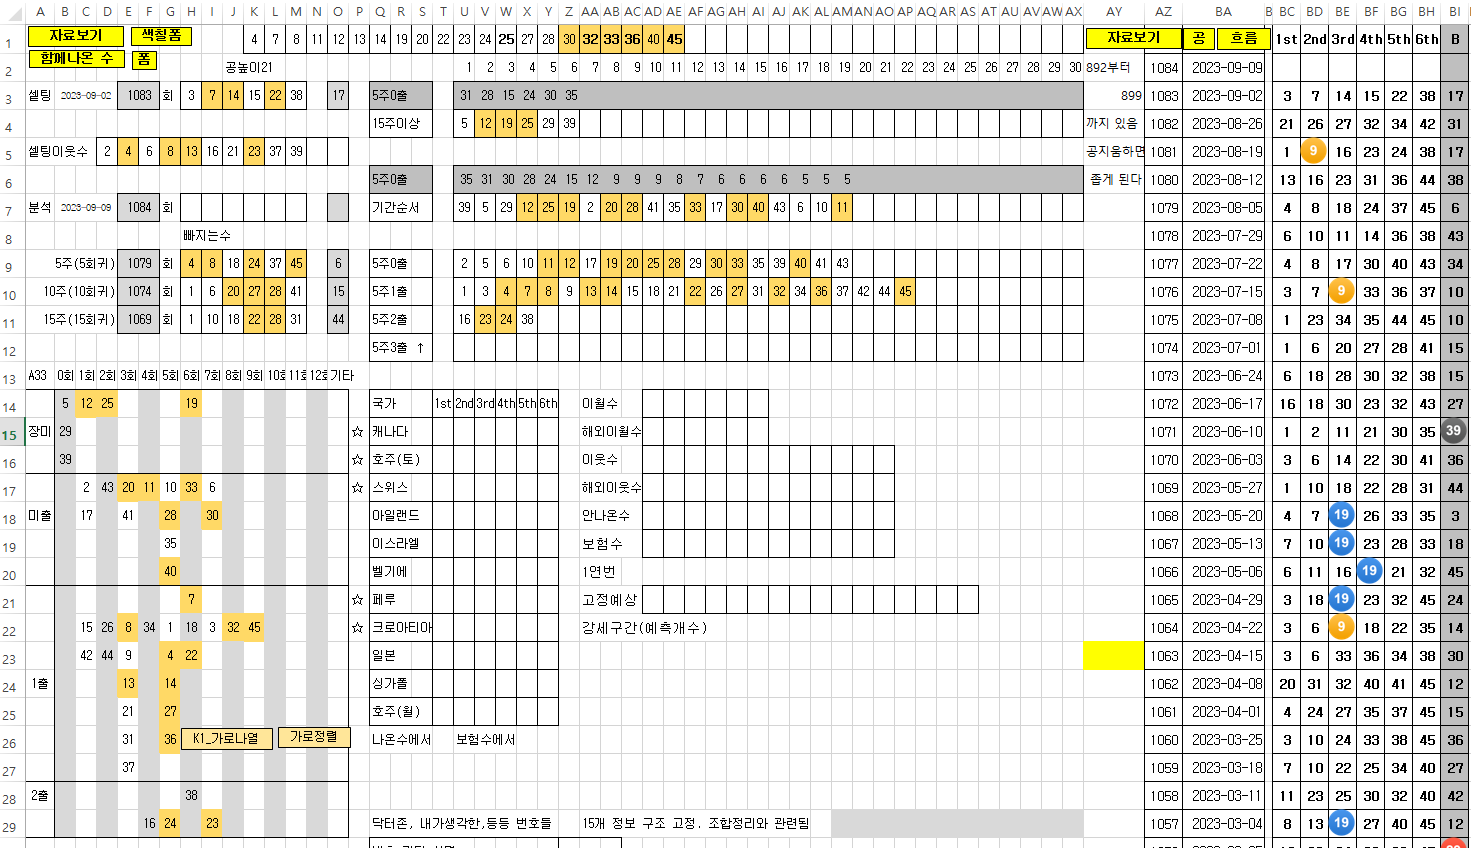 A B C D E F G H I J K L M N O P Q R S T U V W X Y Z AA AB AC AD AE AF AG AH AI AJ AK AL AM AN AO AP AQ AR AS AT AU AV AW AX AY AZ BA B BC BD BE BF BG BH BI B
1 자료보기 색칠폼 4 7 8 11 12 13 14 19 20 22 23 24 25 27 28 30 32 33 36 40 45 자료보기 공 흐름 1st 2nd 3rd 4th 5th 6th B
함께나온 수 폼
2 공높이21 1 2 3 4 5 6 7 8 9 10 11 12 13 14 15 16 17 18 19 20 21 22 23 24 25 26 27 28 29 30 892부터 1084 2023-09-09
3 셀팅 2023-09-02 1083 회 3 7 14 15 22 38 17 5주0출 31 28 15 24 30 35 899 1083 2023-09-02 3 7 14 15 22 38 17
4 15주이상 5 12 19 25 29 39 까지 있음 1082 2023-08-26 21 26 27 32 34 42 31
5 셀팅이웃수 2 4 6 8 13 16 21 23 37 39 공지움하면 1081 2023-08-19 1 9 16 23 24 38 17
6 5주0출 35 31 30 28 24 15 12 9 9 9 8 7 6 6 6 6 5 5 5 좁게 된다 1080 2023-08-12 13 16 23 31 36 44 38
7 분석 2023-09-09 1084 회 기간순서 39 5 29 12 25 19 2 20 28 41 35 33 17 30 40 43 6 10 11 1079 2023-08-05 4 8 18 24 37 45 6
8 빠지는수 1078 2023-07-29 6 10 11 14 36 38 43
9 5주(5회귀) 1079 회 4 8 18 24 37 45 6 5주0출 2 5 6 10 11 12 17 19 20 25 28 29 30 33 35 39 40 41 43 1077 2023-07-22 4 8 17 30 40 43 34
10 10주(10회귀) 1074 회 1 6 20 27 28 41 15 5주1출 1 3 4 7 8 9 13 14 15 18 21 22 26 27 31 32 34 36 37 42 44 45 1076 2023-07-15 3 7 9 33 36 37 10
11 15주(15회귀) 1069 회 1 10 18 22 28 31 44 5주2출 16 23 24 38 1075 2023-07-08 1 23 34 35 44 45 10
12 5주3출 ↑ 1074 2023-07-01 1 6 20 27 28 41 15
13 A33 0회 1회 2회 3회 4회 5회 6회 7회 8회 9회 10회 11회 12회 기타 1073 2023-06-24 6 18 28 30 32 38 15
14 5 12 25 19 국가 1st 2nd 3rd 4th 5th 6th 이월수 1072 2023-06-17 16 18 30 23 32 43 27
15 장미 29 ☆ 캐나다 해외이월수 1071 2023-06-10 1 2 11 21 30 35 39
16 39 ☆ 호주(토) 이웃수 1070 2023-06-03 3 6 14 22 30 41 36
17 2 43 20 11 10 33 6 ☆ 스위스 해외이웃수 1069 2023-05-27 1 10 18 22 28 31 44
18 미출 17 41 28 30 아일랜드 안나온수 1068 2023-05-20 4 7 19 26 33 35 3
19 35 이스라엘 보험수 1067 2023-05-13 7 10 19 23 28 33 18
20 40 벨기에 1연번 1066 2023-05-06 6 11 16 19 21 32 45
21 7 ☆ 페루 고정예상 1065 2023-04-29 3 18 19 23 32 45 24
22 15 26 8 34 1 18 3 32 45 ☆ 크로아티아 강세구간(예측개수) 1064 2023-04-22 3 6 9 18 22 35 14
23 42 44 9 4 22 일본 1063 2023-04-15 3 6 33 36 34 38 30
24 1출 13 14 싱가폴 1062 2023-04-08 20 31 32 40 41 45 12
25 21 27 호주(월) 1061 2023-04-01 4 24 27 35 37 45 15
26 31 36 K1_가로나열 가로정렬 나온수에서 보험수에서 1060 2023-03-25 3 10 24 33 38 45 36
27 37 1059 2023-03-18 7 10 22 25 34 40 27
28 2출 38 1058 2023-03-11 11 23 25 30 32 40 42
29 16 24 23 닥터존, 내가생각한,등등 번호들 15개 정보 구조 고정. 조합정리와 관련됨 1057 2023-03-04 8 13 19 27 40 45 12